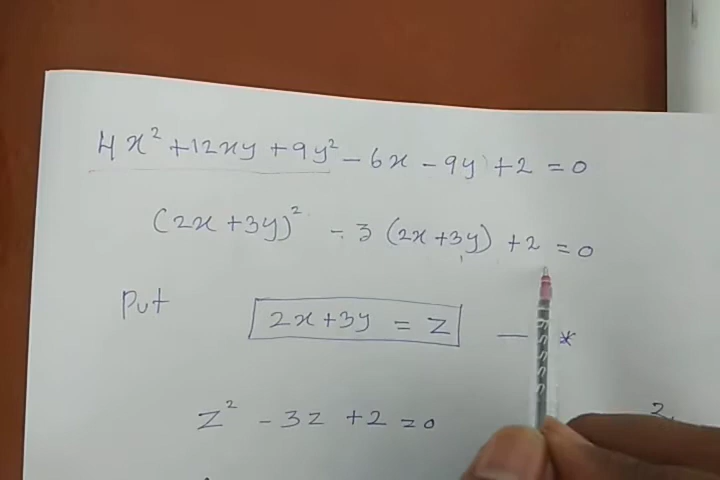 4x² + 12xy + 9y² - 6x - 9y + 2 = 0
(2x + 3y)² - 3 (2x + 3y) + 2 = 0
Put 2x + 3y = z — *
z² - 3z + 2 = 0